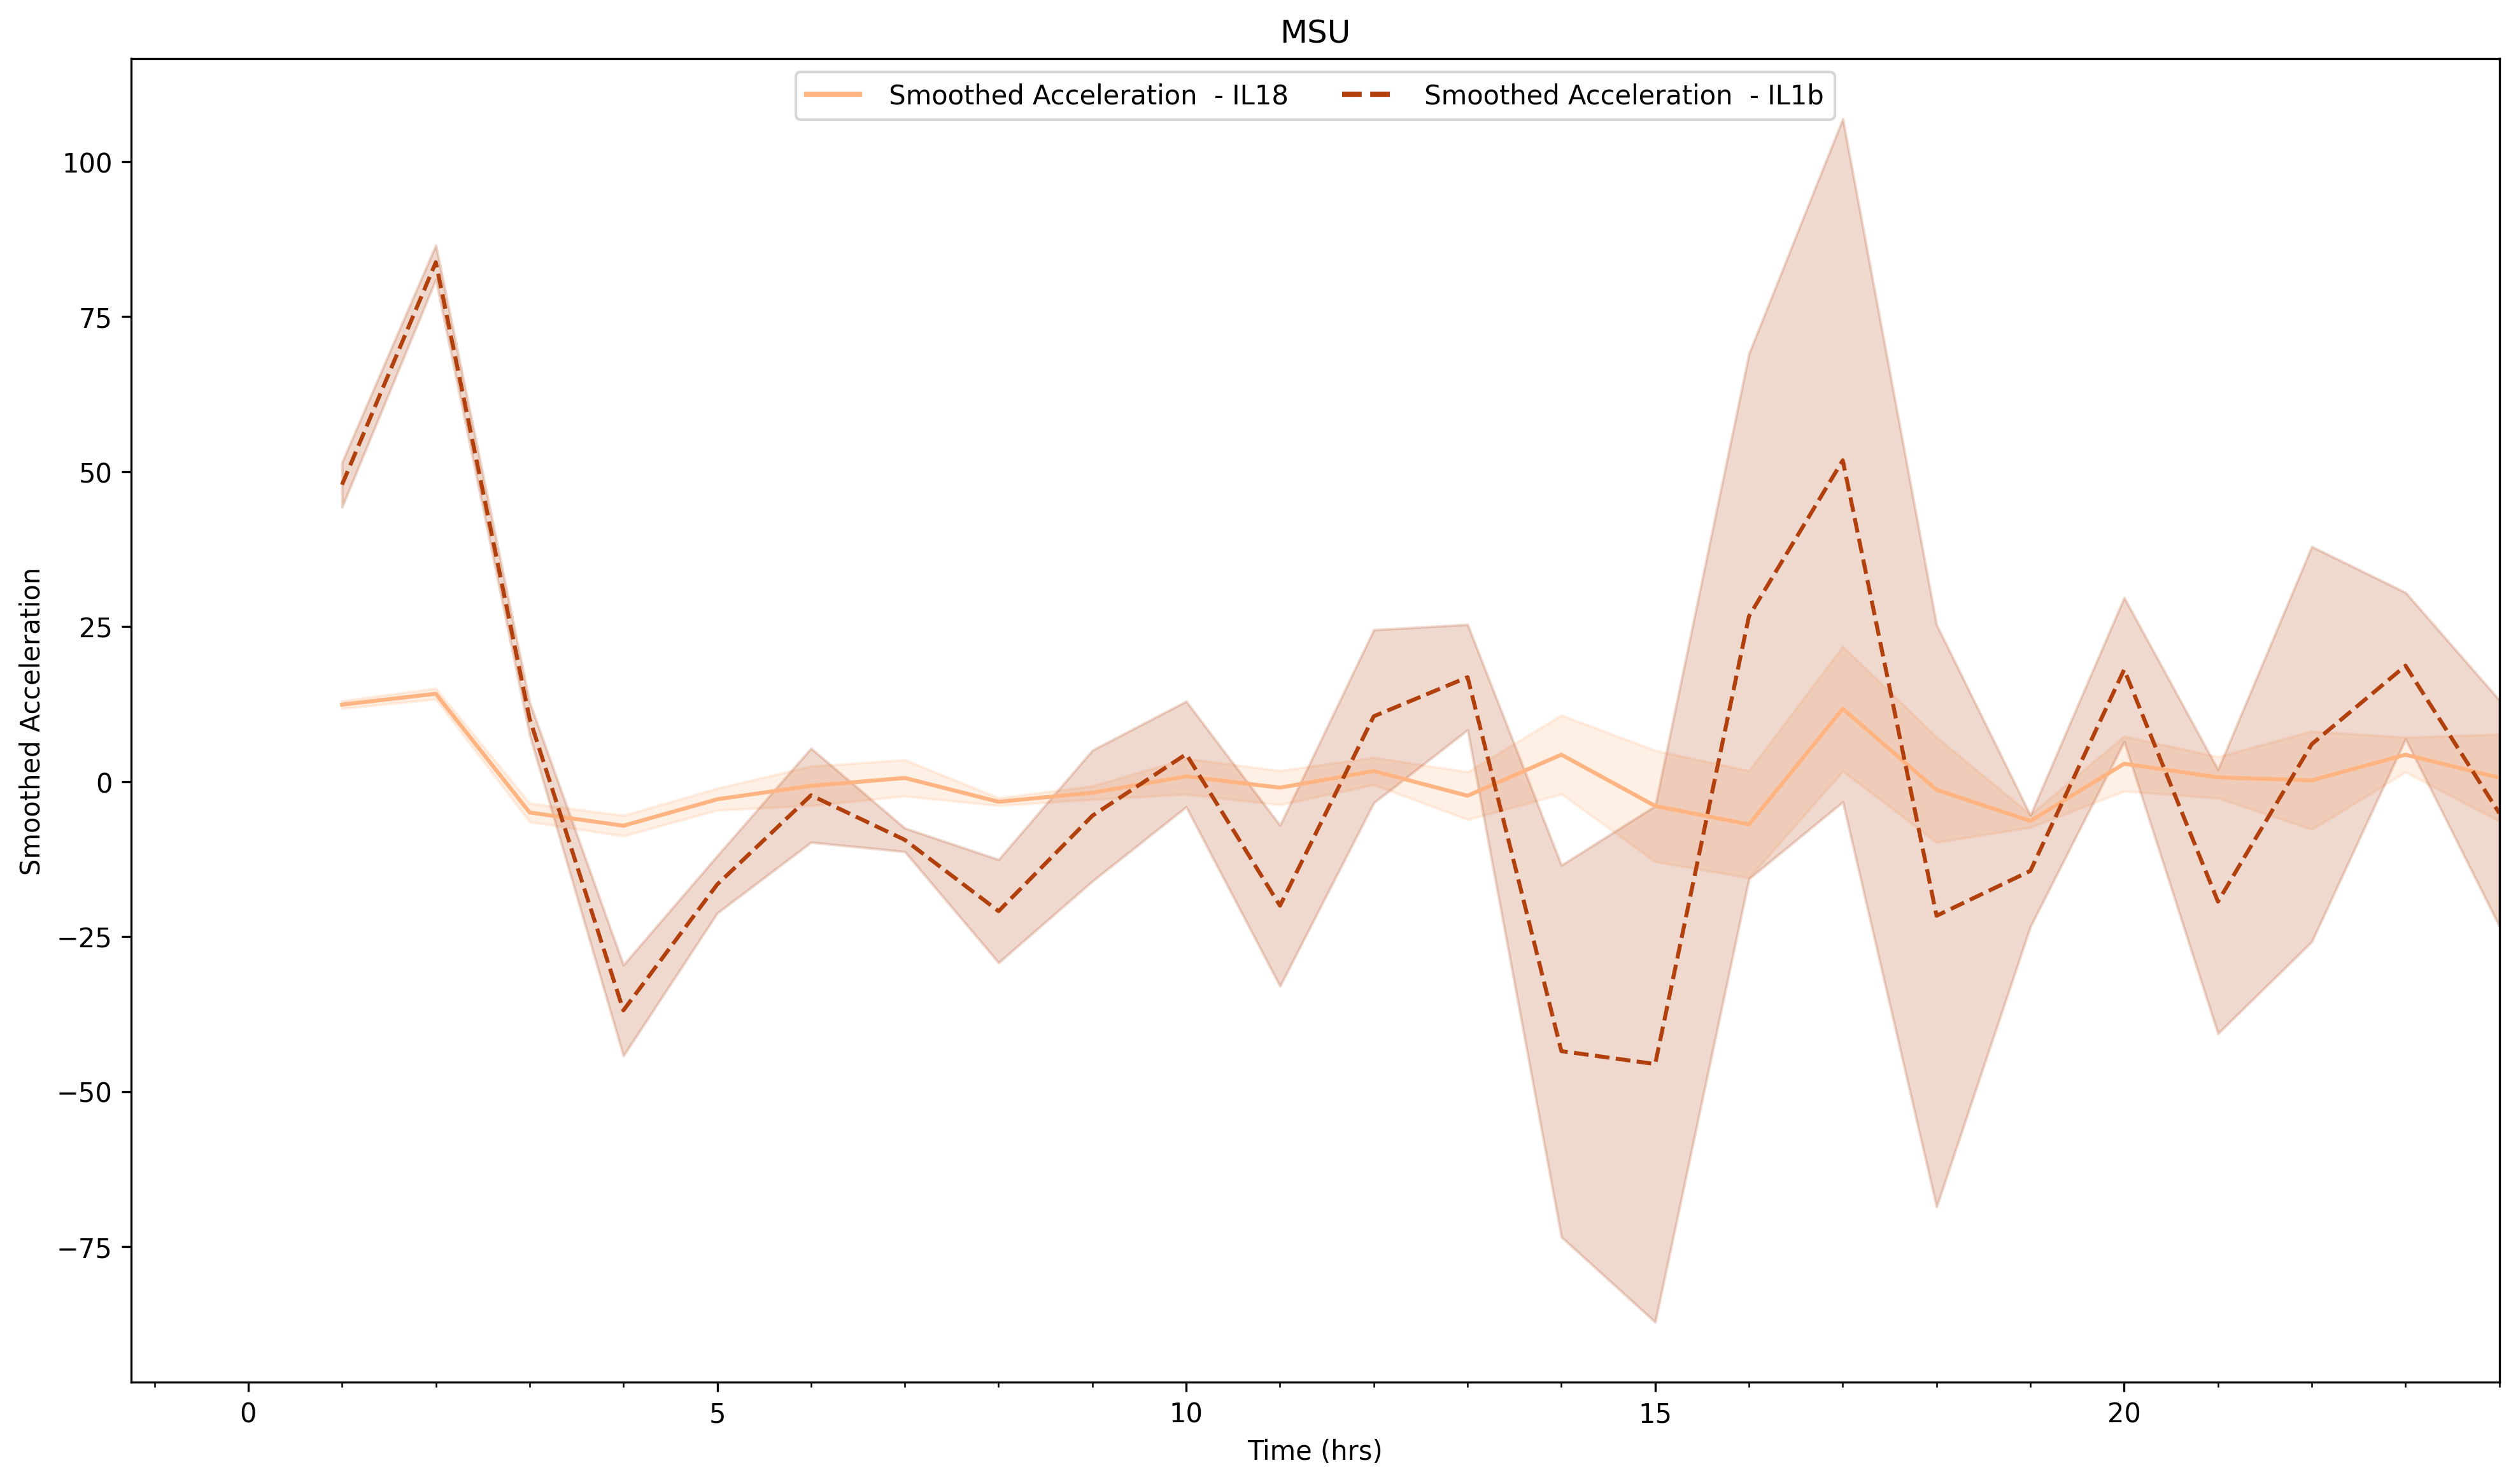 MSU
Smoothed Acceleration  - IL18
Smoothed Acceleration  - IL1b
Smoothed Acceleration
100
75
50
25
0
−25
−50
−75
0
5
10
15
20
Time (hrs)